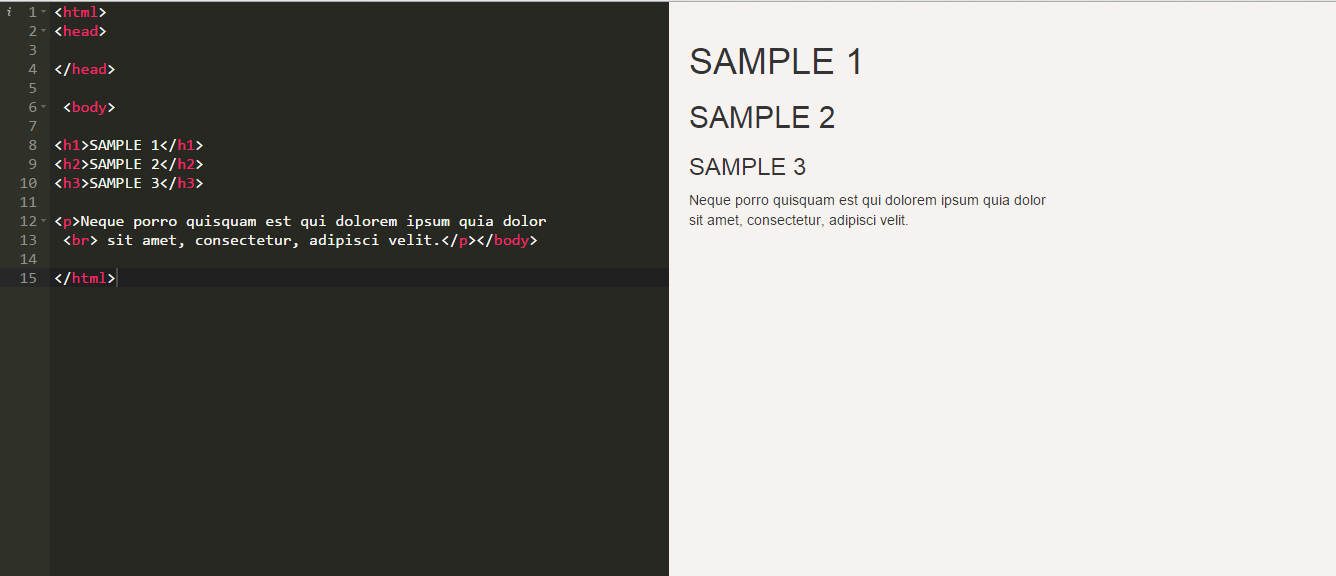 i 1 <html>
2 <head>
3
4 </head>
5
6 <body>
7
8 <h1>SAMPLE 1</h1>
9 <h2>SAMPLE 2</h2>
10 <h3>SAMPLE 3</h3>
11
12 <p>Neque porro quisquam est qui dolorem ipsum quia dolor
13 <br> sit amet, consectetur, adipisci velit.</p></body>
14
15 </html>
SAMPLE 1
SAMPLE 2
SAMPLE 3
Neque porro quisquam est qui dolorem ipsum quia dolor
sit amet, consectetur, adipisci velit.